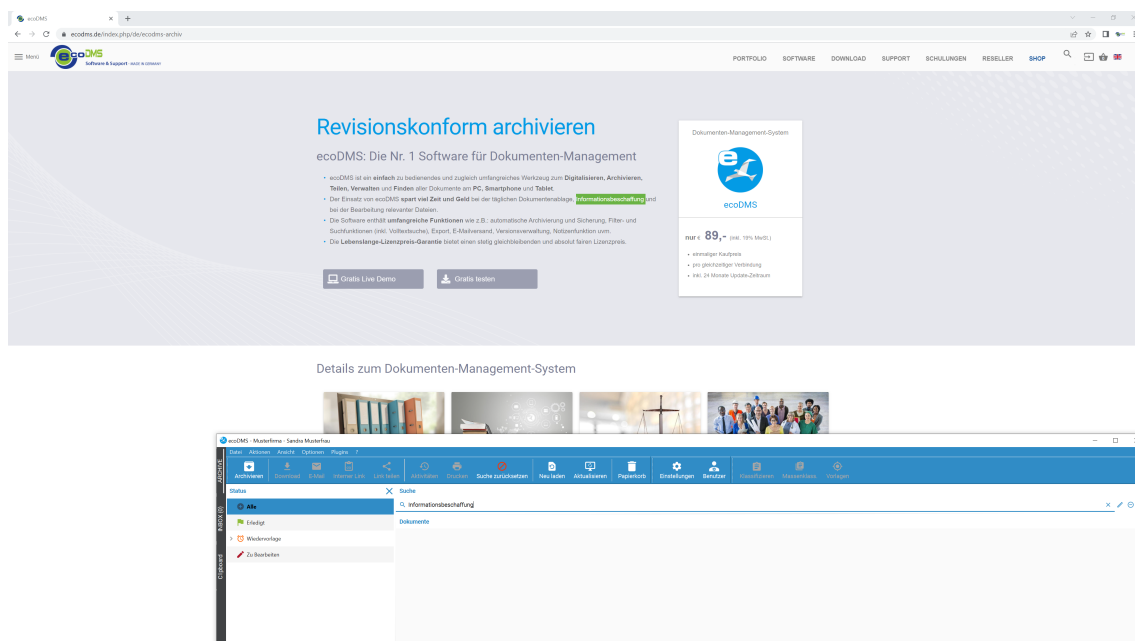 ecoDMS
ecodms.de/index.php/de/ecodms-archiv
Menü
ecoDMS
Software & Support - MADE IN GERMANY
PORTFOLIO SOFTWARE DOWNLOAD SUPPORT SCHULUNGEN RESELLER SHOP
Revisionskonform archivieren
ecoDMS: Die Nr. 1 Software für Dokumenten-Management
• ecoDMS ist ein einfach zu bedienendes und zugleich umfangreiches Werkzeug zum Digitalisieren, Archivieren,
Teilen, Verwalten und Finden aller Dokumente am PC, Smartphone und Tablet.
• Der Einsatz von ecoDMS spart viel Zeit und Geld bei der täglichen Dokumentenablage, Informationsbeschaffung und
bei der Bearbeitung relevanter Dateien.
• Die Software enthält umfangreiche Funktionen wie z.B.: automatische Archivierung und Sicherung, Filter- und
Suchfunktionen (inkl. Volltextsuche), Export, E-Mailversand, Versionsverwaltung, Notizenfunktion uvm.
• Die Lebenslange-Lizenzpreis-Garantie bietet einen stetig gleichbleibenden und absolut fairen Lizenzpreis.
Gratis Live Demo
Gratis testen
Dokumenten-Management-System
e
ecoDMS
nur € 89,- (inkl. 19% MwSt.)
• einmaliger Kaufpreis
• pro gleichzeitiger Verbindung
• inkl. 24 Monate Update-Zeitraum
Details zum Dokumenten-Management-System
ecoDMS - Musterfirma - Sandra Musterfrau
Datei Aktionen Ansicht Optionen Plugins ?
Archivieren Download E-Mail Interner Link Link teilen Aktivitäten Drucken Suche zurücksetzen Neu laden Aktualisieren Papierkorb Einstellungen Benutzer Klassifizieren Massenklass Vorlagen
ARCHIVE
INBOX (0)
Clipboard
Status
Alle
Erledigt
Wiedervorlage
Zu Bearbeiten
Suche
Informationsbeschaffung
Dokumente